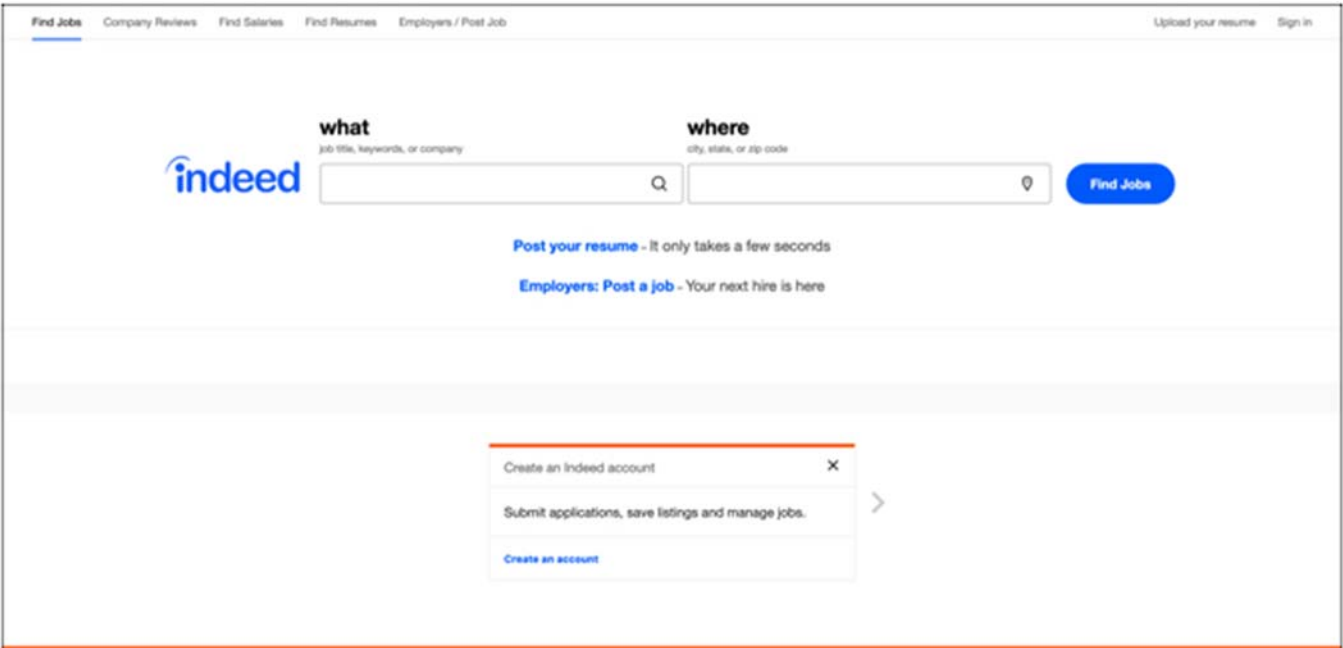 Find Jobs Company Reviews Find Salaries Find Resumes Employers / Post Job Upload your resume Sign in
what where
job title, keywords, or company city, state, or zip code
indeed Find Jobs
Post your resume - It only takes a few seconds
Employers: Post a job - Your next hire is here
Create an Indeed account
Submit applications, save listings and manage jobs.
Create an account